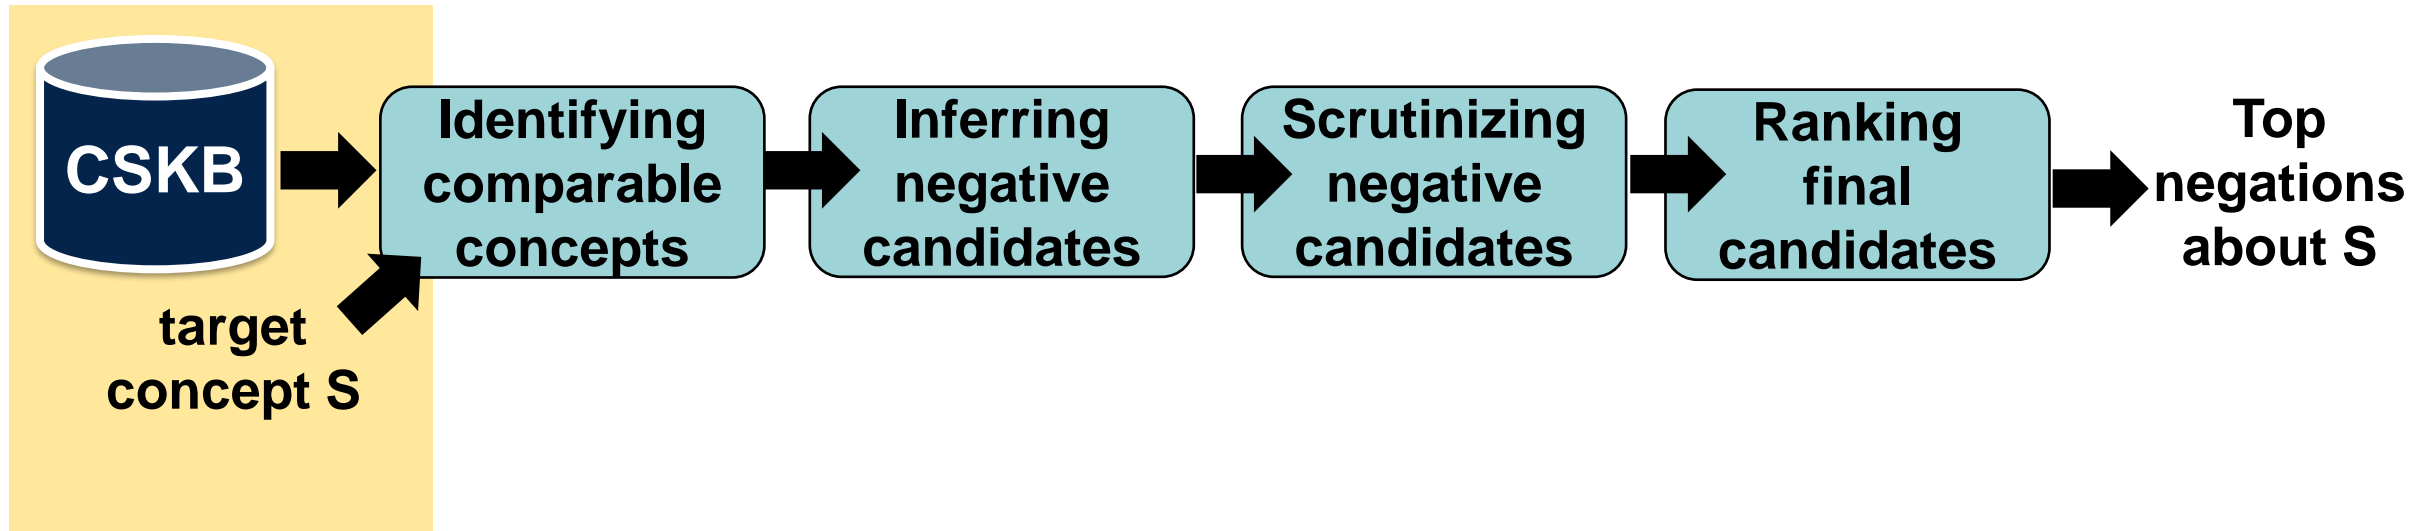 CSKB
target
concept S
Identifying
comparable
concepts
Inferring
negative
candidates
Scrutinizing
negative
candidates
Ranking
final
candidates
Top
negations
about S